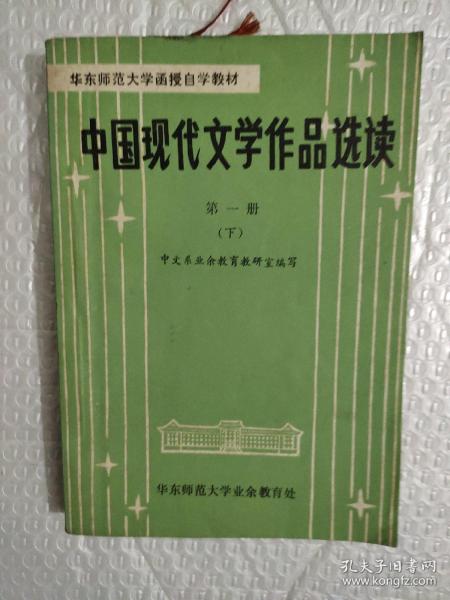 华东师范大学函授自学教材
中国现代文学作品选读
第一册
（下）
中文系业余教育教研室编写
华东师范大学业余教育处
孔夫子旧书网
www.kongfz.com